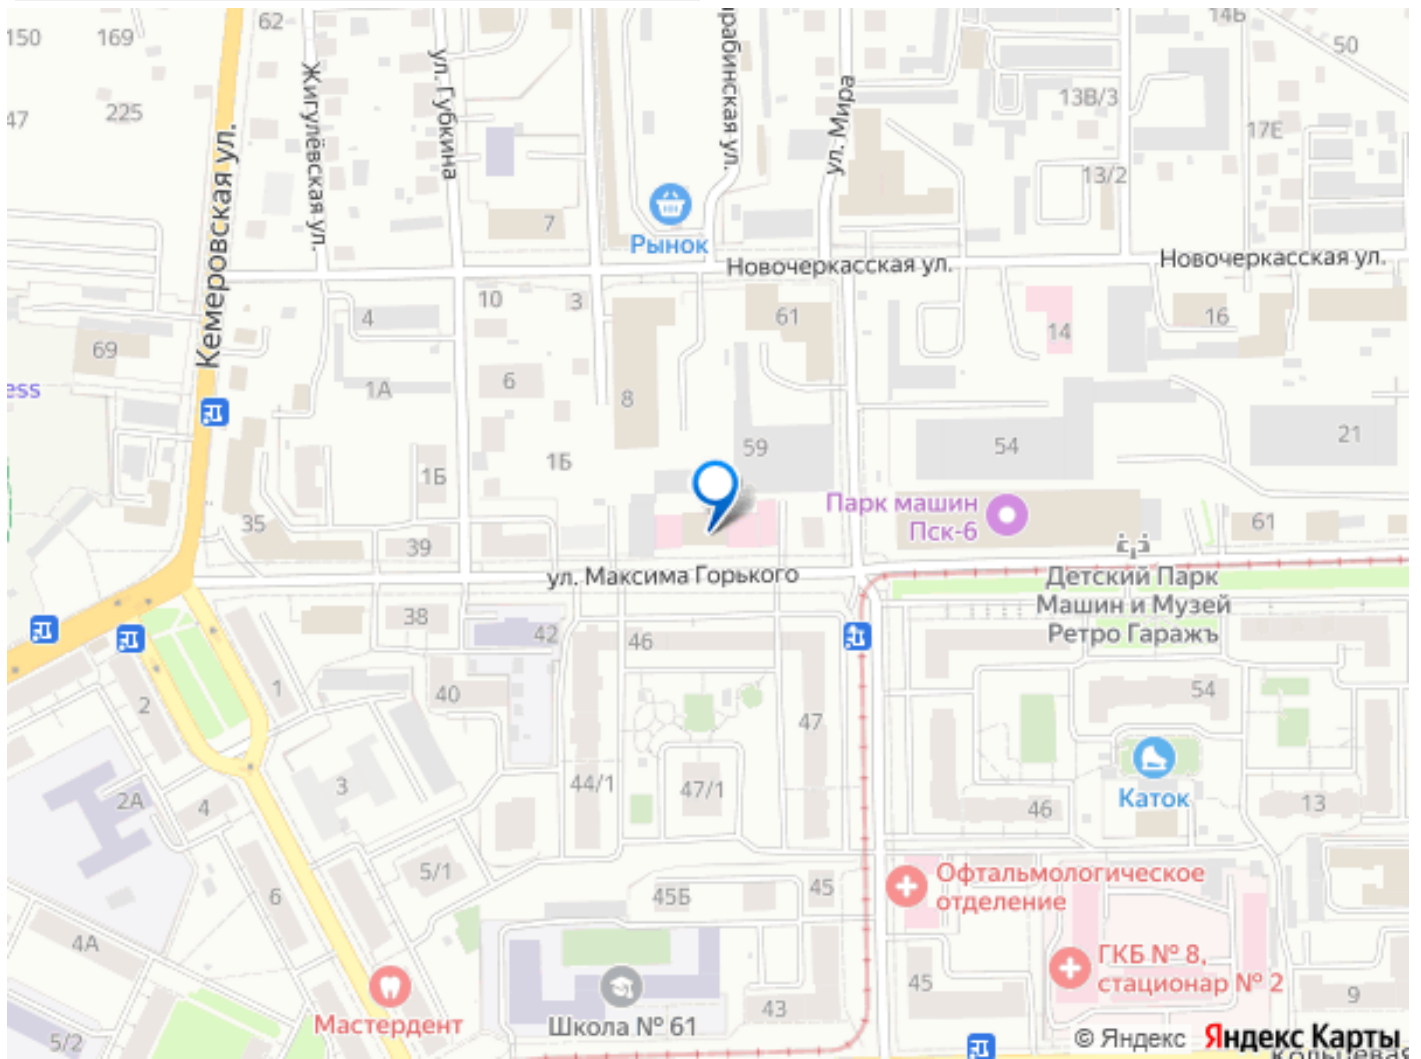 62
14Б
150
169
50
47
225
13В/3
17Е
13/2
Жигулёвская ул.
ул. Губкина
ул. Мира
Кемеровская ул.
7
Рынок
Новочеркасская ул.
Новочеркасская ул.
10
3
4
61
14
16
69
6
1А
8
ess
59
54
21
1Б
1Б
Парк машин
Пск-6
35
39
61
ул. Максима Горького
Детский Парк
Машин и Музей
Ретро Гаражъ
38
42
46
1
2
40
54
47
3
44/1
47/1
Каток
2А
4
46
13
5/1
6
45Б
45
Офтальмологическое
отделение
4А
ГКБ № 8,
стационар № 2
45
9
43
Мастердент
Школа № 61
5/2
© Яндекс Яндекс Карты